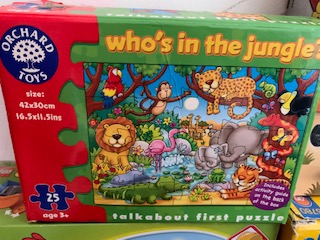 ORCHARD
TOYS
who's in the jungle?
size:
42x30cm
16.5x11.5ins
25
age 3+
Includes
activity guide
on the back
of the box
talkabout first puzzle